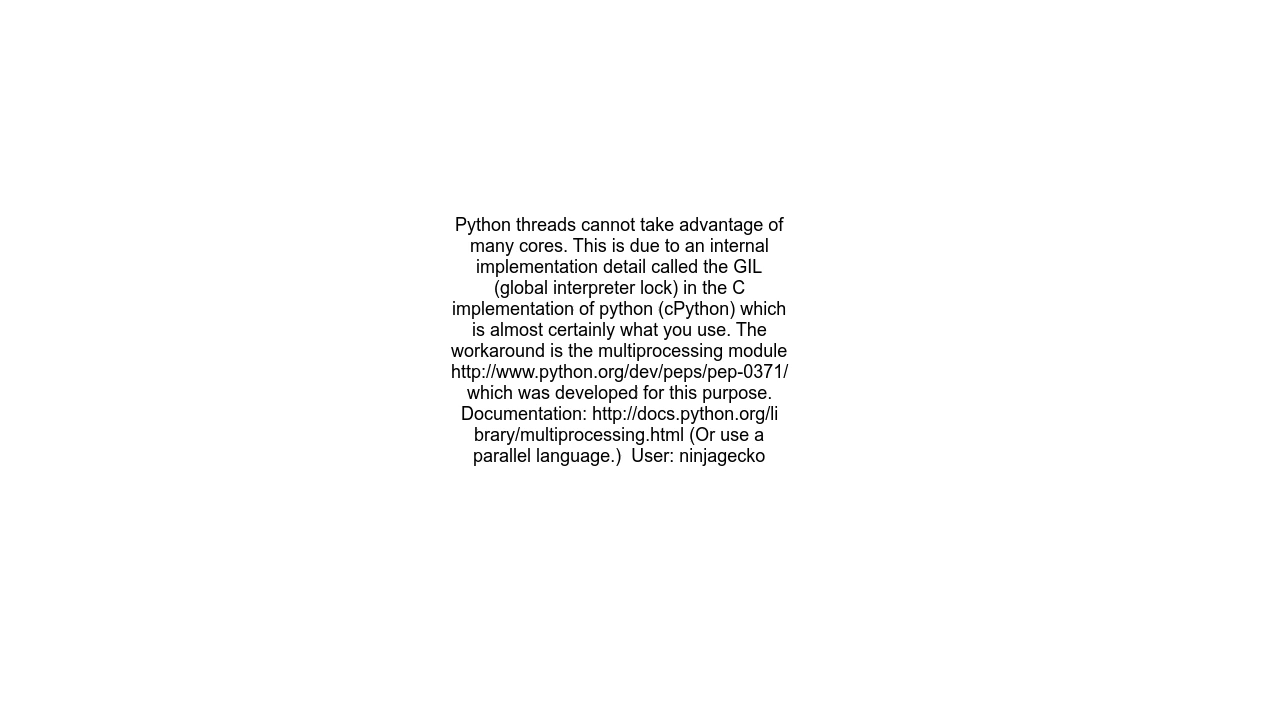 Python threads cannot take advantage of
many cores. This is due to an internal
implementation detail called the GIL
(global interpreter lock) in the C
implementation of python (cPython) which
is almost certainly what you use. The
workaround is the multiprocessing module
http://www.python.org/dev/peps/pep-0371/
which was developed for this purpose.
Documentation: http://docs.python.org/li
brary/multiprocessing.html (Or use a
parallel language.)  User: ninjagecko